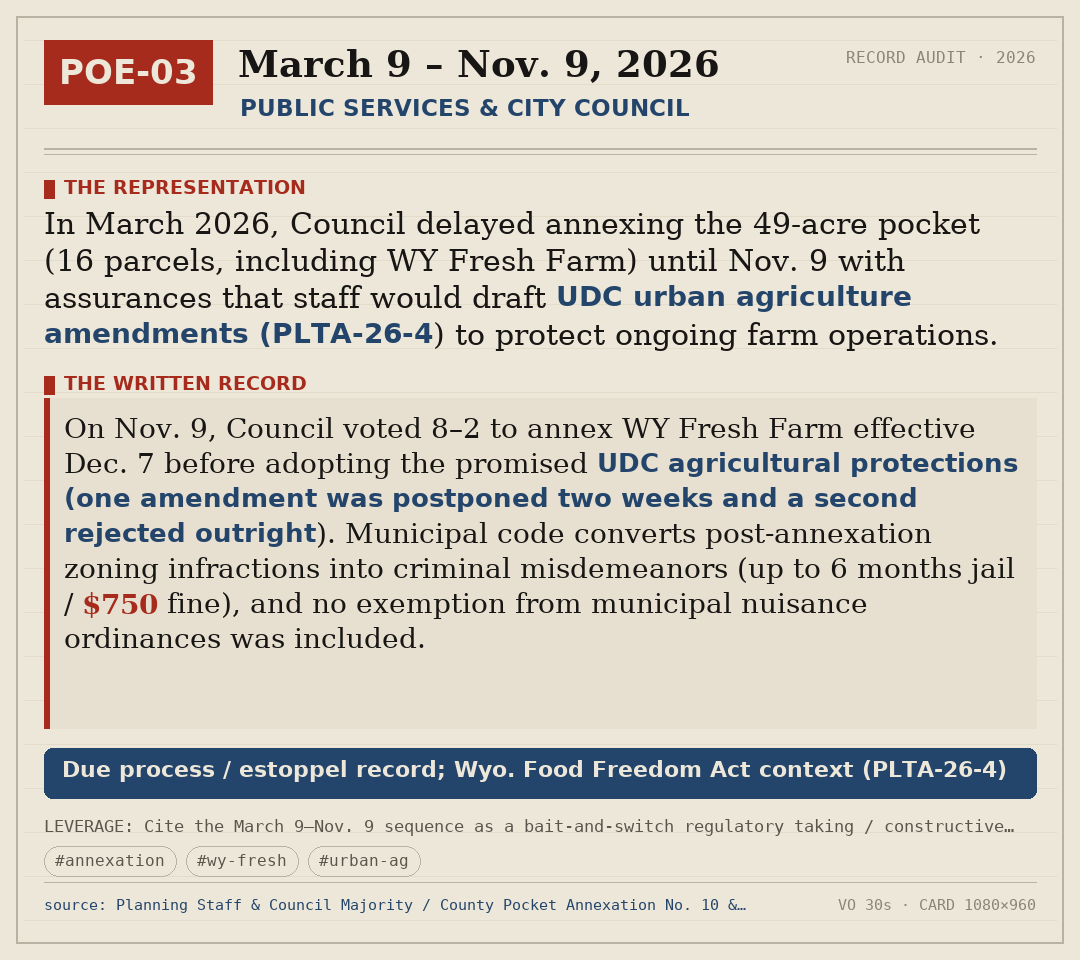 POE-03
March 9 – Nov. 9, 2026
RECORD AUDIT · 2026
PUBLIC SERVICES & CITY COUNCIL
THE REPRESENTATION
In March 2026, Council delayed annexing the 49-acre pocket
(16 parcels, including WY Fresh Farm) until Nov. 9 with
assurances that staff would draft UDC urban agriculture
amendments (PLTA-26-4) to protect ongoing farm operations.
THE WRITTEN RECORD
On Nov. 9, Council voted 8–2 to annex WY Fresh Farm effective
Dec. 7 before adopting the promised UDC agricultural protections
(one amendment was postponed two weeks and a second
rejected outright). Municipal code converts post-annexation
zoning infractions into criminal misdemeanors (up to 6 months jail
/ $750 fine), and no exemption from municipal nuisance
ordinances was included.
Due process / estoppel record; Wyo. Food Freedom Act context (PLTA-26-4)
LEVERAGE: Cite the March 9–Nov. 9 sequence as a bait-and-switch regulatory taking / constructive…
#annexation #wy-fresh #urban-ag
source: Planning Staff & Council Majority / County Pocket Annexation No. 10 &…
VO 30s · CARD 1080×960